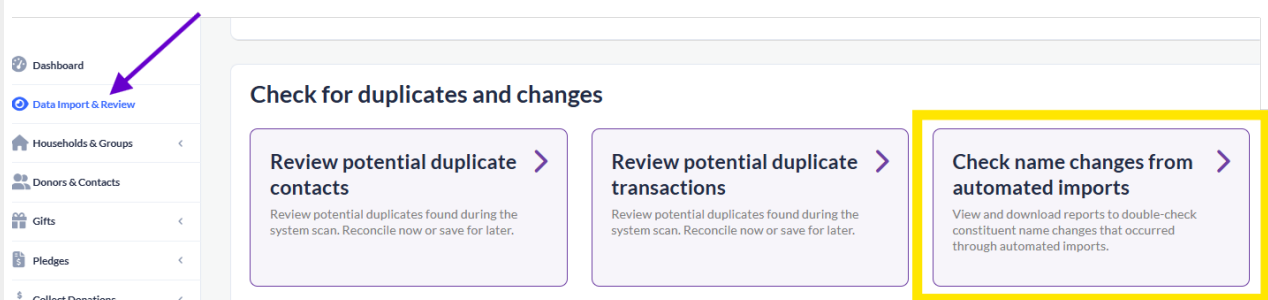 Dashboard
Data Import & Review
Households & Groups
Donors & Contacts
Gifts
Pledges
Collect Donations
Check for duplicates and changes
Review potential duplicate
contacts
Review potential duplicates found during the
system scan. Reconcile now or save for later.
Review potential duplicate
transactions
Review potential duplicates found during the
system scan. Reconcile now or save for later.
Check name changes from
automated imports
View and download reports to double-check
constituent name changes that occurred
through automated imports.